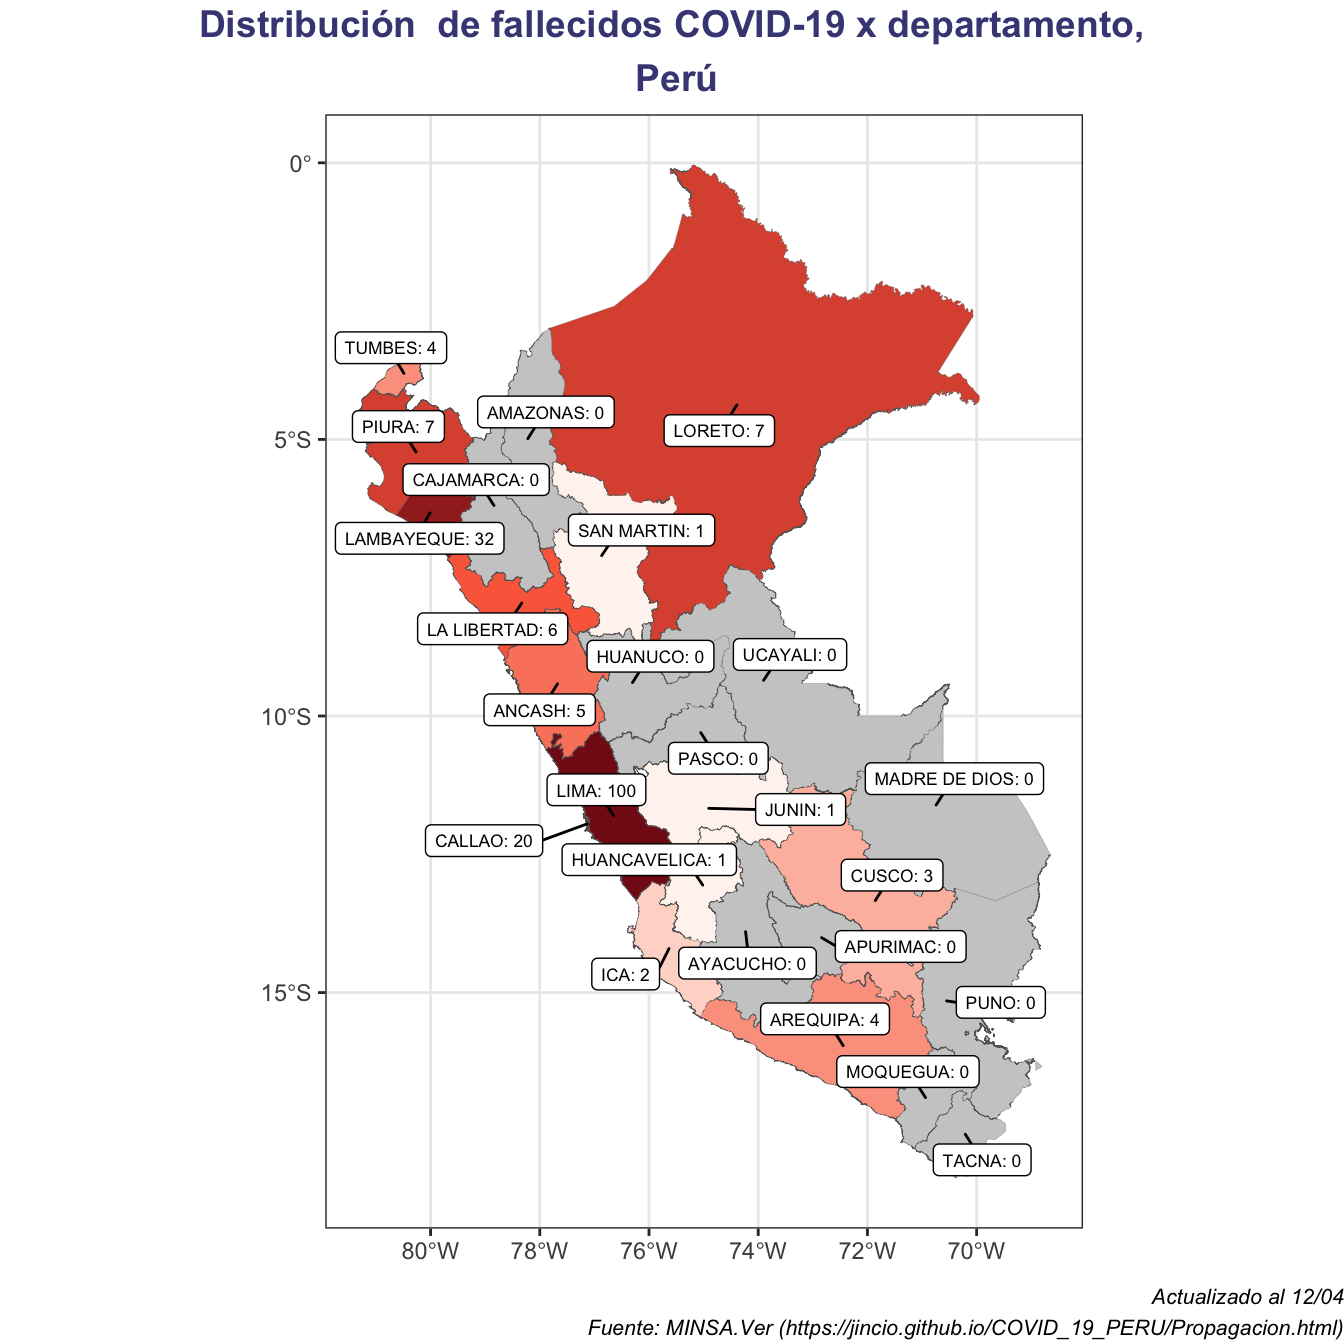 Distribución  de fallecidos COVID-19 x departamento,
Perú
0°
5°S
10°S
15°S
TUMBES: 4
PIURA: 7
AMAZONAS: 0
LORETO: 7
CAJAMARCA: 0
LAMBAYEQUE: 32
SAN MARTIN: 1
LA LIBERTAD: 6
HUANUCO: 0
UCAYALI: 0
ANCASH: 5
PASCO: 0
MADRE DE DIOS: 0
LIMA: 100
JUNIN: 1
CALLAO: 20
HUANCAVELICA: 1
CUSCO: 3
APURIMAC: 0
AYACUCHO: 0
ICA: 2
PUNO: 0
AREQUIPA: 4
MOQUEGUA: 0
TACNA: 0
80°W
78°W
76°W
74°W
72°W
70°W
Actualizado al 12/04
Fuente: MINSA.Ver (https://jincio.github.io/COVID_19_PERU/Propagacion.html)